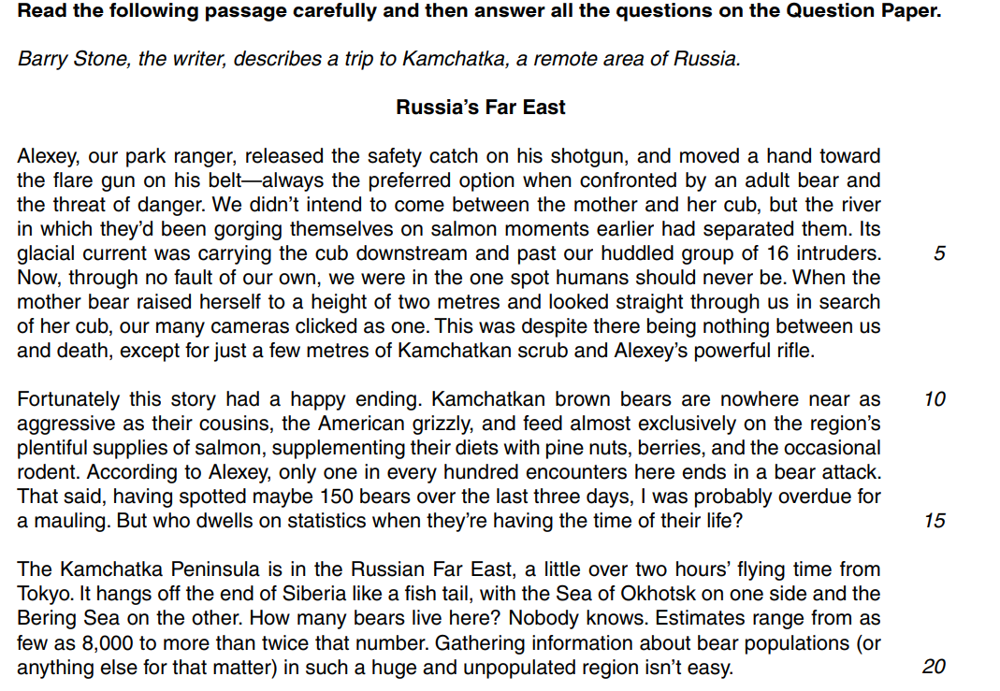 Read the following passage carefully and then answer all the questions on the Question Paper.
Barry Stone, the writer, describes a trip to Kamchatka, a remote area of Russia.
Russia's Far East
Alexey, our park ranger, released the safety catch on his shotgun, and moved a hand toward
the flare gun on his belt—always the preferred option when confronted by an adult bear and
the threat of danger. We didn't intend to come between the mother and her cub, but the river
in which they'd been gorging themselves on salmon moments earlier had separated them. Its
glacial current was carrying the cub downstream and past our huddled group of 16 intruders. 5
Now, through no fault of our own, we were in the one spot humans should never be. When the
mother bear raised herself to a height of two metres and looked straight through us in search
of her cub, our many cameras clicked as one. This was despite there being nothing between us
and death, except for just a few metres of Kamchatkan scrub and Alexey's powerful rifle.
Fortunately this story had a happy ending. Kamchatkan brown bears are nowhere near as 10
aggressive as their cousins, the American grizzly, and feed almost exclusively on the region's
plentiful supplies of salmon, supplementing their diets with pine nuts, berries, and the occasional
rodent. According to Alexey, only one in every hundred encounters here ends in a bear attack.
That said, having spotted maybe 150 bears over the last three days, I was probably overdue for
a mauling. But who dwells on statistics when they're having the time of their life? 15
The Kamchatka Peninsula is in the Russian Far East, a little over two hours' flying time from
Tokyo. It hangs off the end of Siberia like a fish tail, with the Sea of Okhotsk on one side and the
Bering Sea on the other. How many bears live here? Nobody knows. Estimates range from as
few as 8,000 to more than twice that number. Gathering information about bear populations (or
anything else for that matter) in such a huge and unpopulated region isn't easy. 20